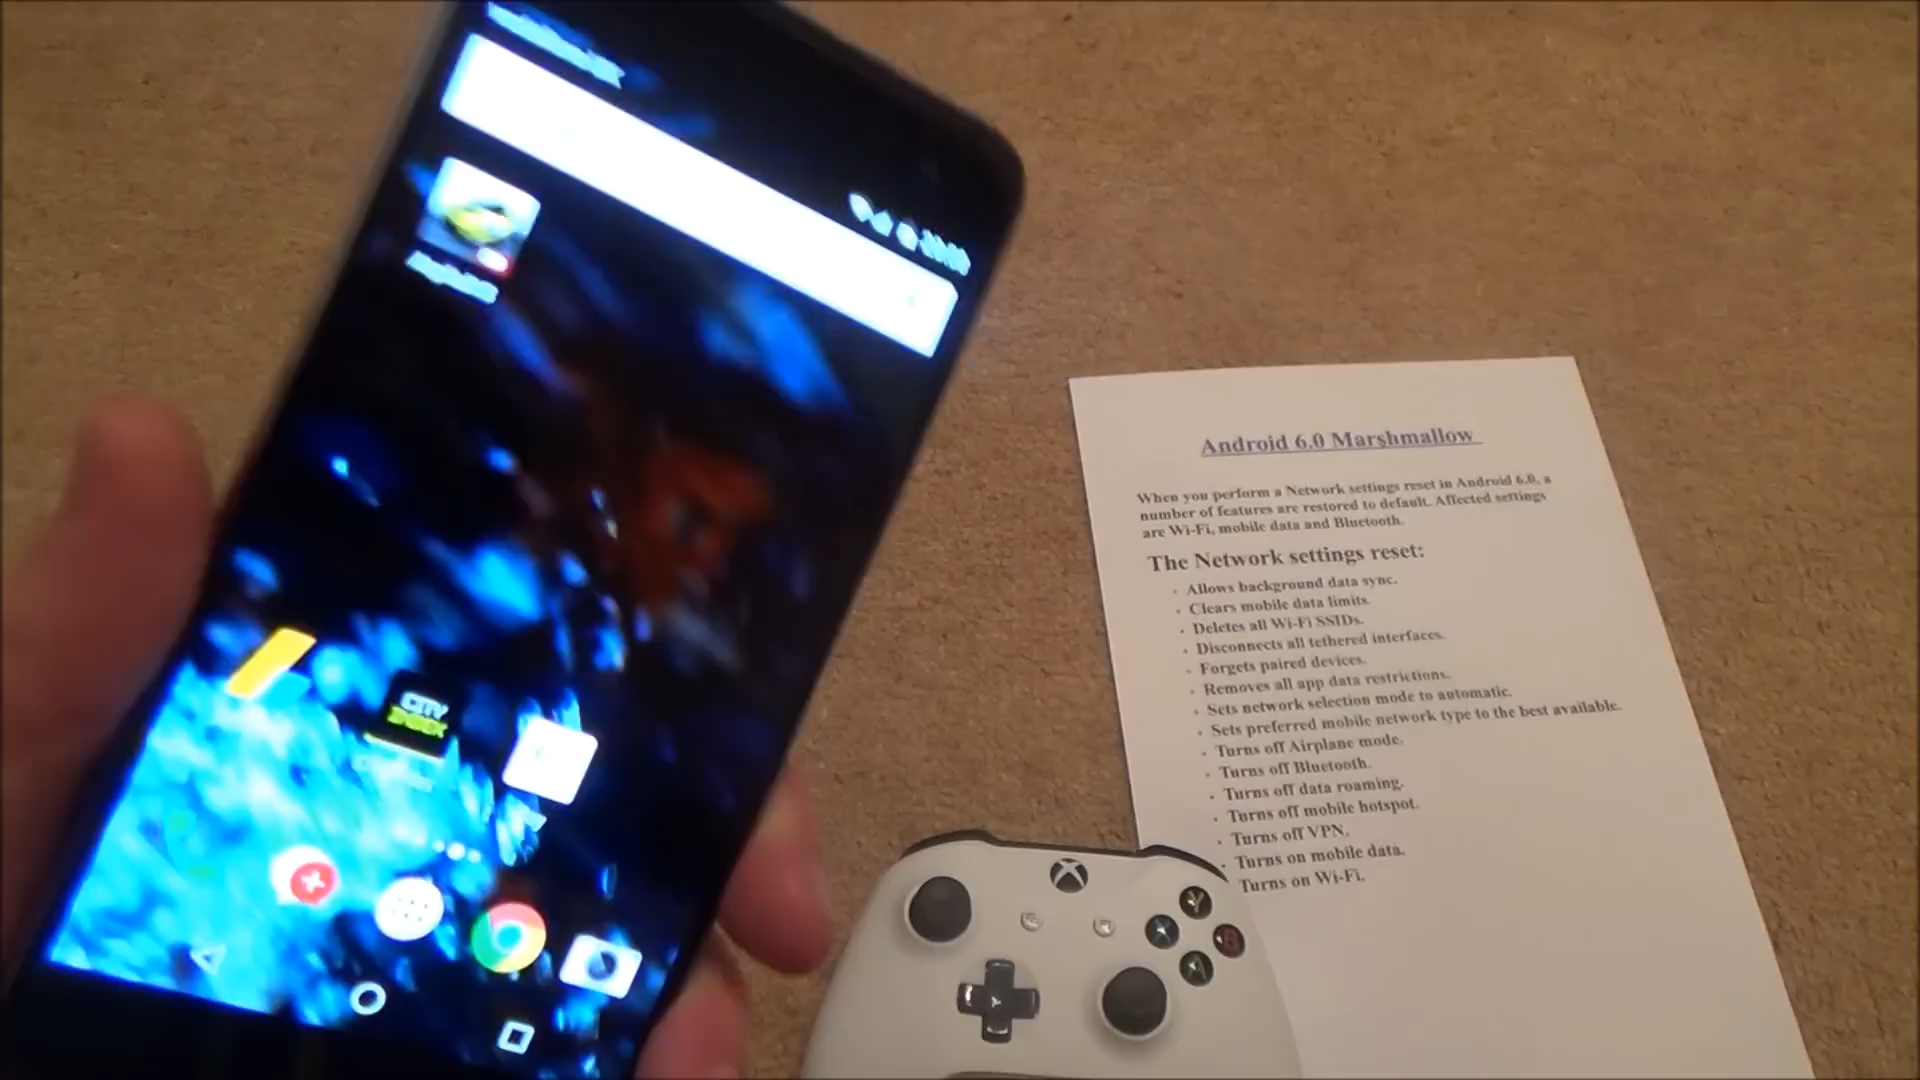 Android 6.0 Marshmallow
When you perform a Network settings reset in Android 6.0, a
number of features are restored to default. Affected settings
are Wi-Fi, mobile data and Bluetooth.
The Network settings reset:
· Allows background data sync.
· Clears mobile data limits.
· Deletes all Wi-Fi SSIDs.
· Disconnects all tethered interfaces.
· Forgets paired devices.
· Removes all app data restrictions.
· Sets network selection mode to automatic.
· Sets preferred mobile network type to the best available.
· Turns off Airplane mode.
· Turns off Bluetooth.
· Turns off data roaming.
· Turns off mobile hotspot.
· Turns off VPN.
· Turns on mobile data.
Turns on Wi-Fi.
CITY
Y
X
B
A